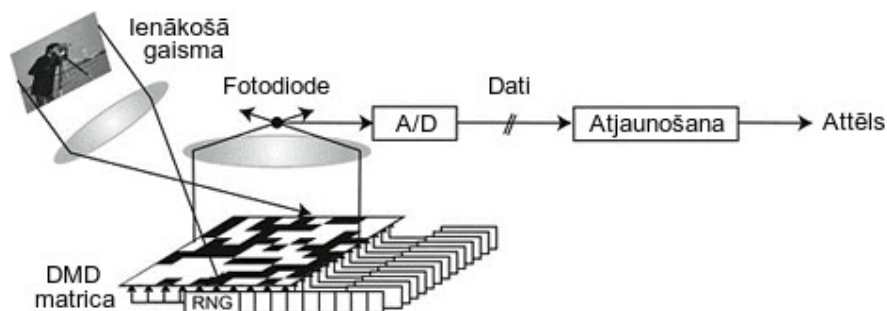 Ienākošā
gaisma
Fotodiode
A/D
Dati
Atjaunošana
Attēls
DMD
matrica
RNG